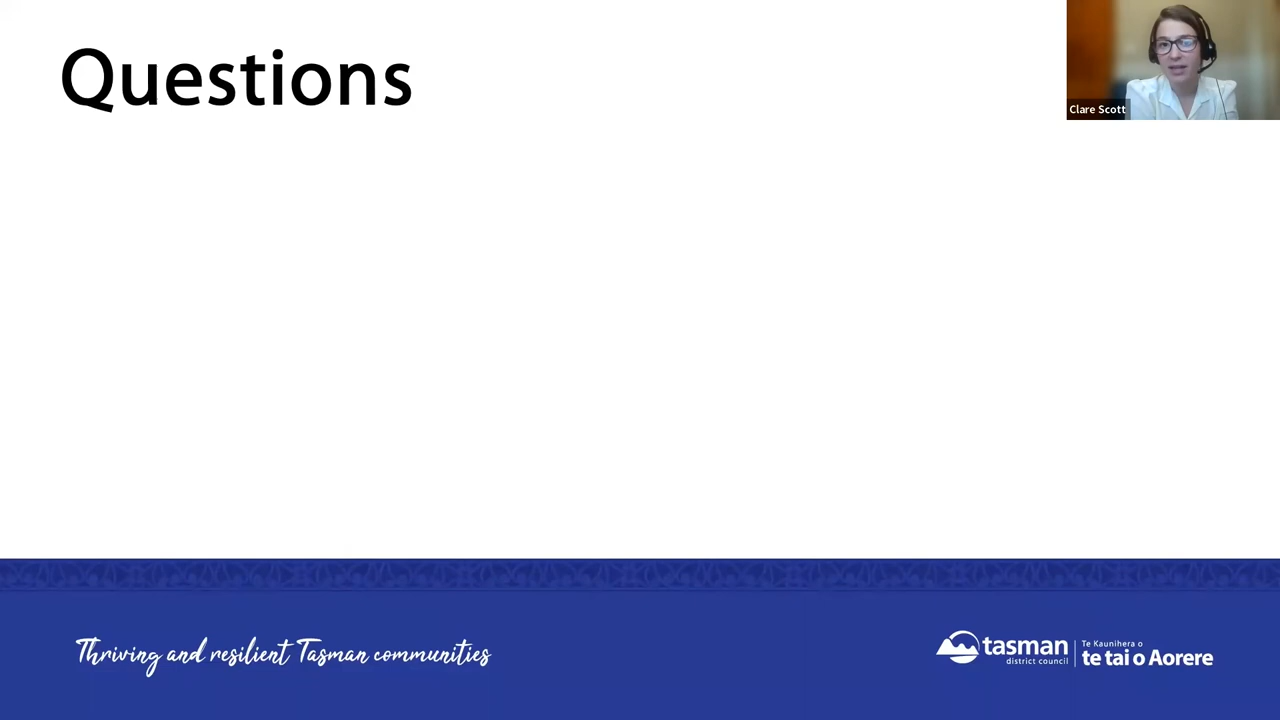 Questions
Clare Scott
Thriving and resilient Tasman communities
tasman
district council
Te Kaunihera o
te tai o Aorere